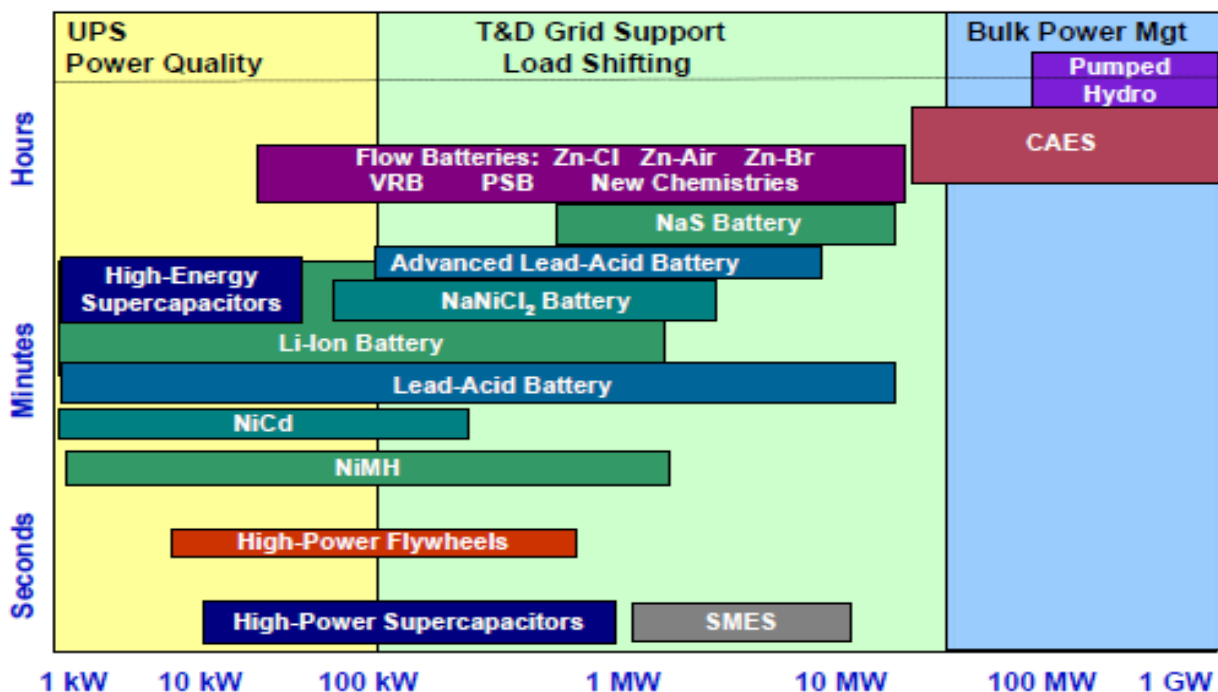 UPS
Power Quality
T&D Grid Support
Load Shifting
Bulk Power Mgt
Pumped
Hydro
CAES
Flow Batteries: Zn-Cl Zn-Air Zn-Br
VRB PSB New Chemistries
NaS Battery
Advanced Lead-Acid Battery
High-Energy
Supercapacitors
NaNiCl₂ Battery
Li-Ion Battery
Lead-Acid Battery
NiCd
NiMH
High-Power Flywheels
High-Power Supercapacitors
SMES
Hours
Minutes
Seconds
1 kW 10 kW 100 kW 1 MW 10 MW 100 MW 1 GW